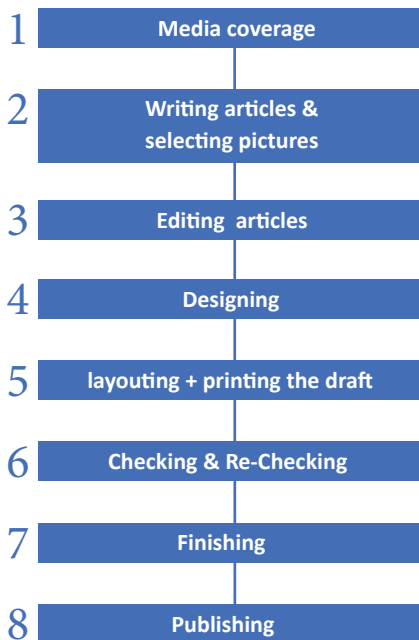 1 Media coverage
2 Writing articles &
selecting pictures
3 Editing articles
4 Designing
5 layouting + printing the draft
6 Checking & Re-Checking
7 Finishing
8 Publishing